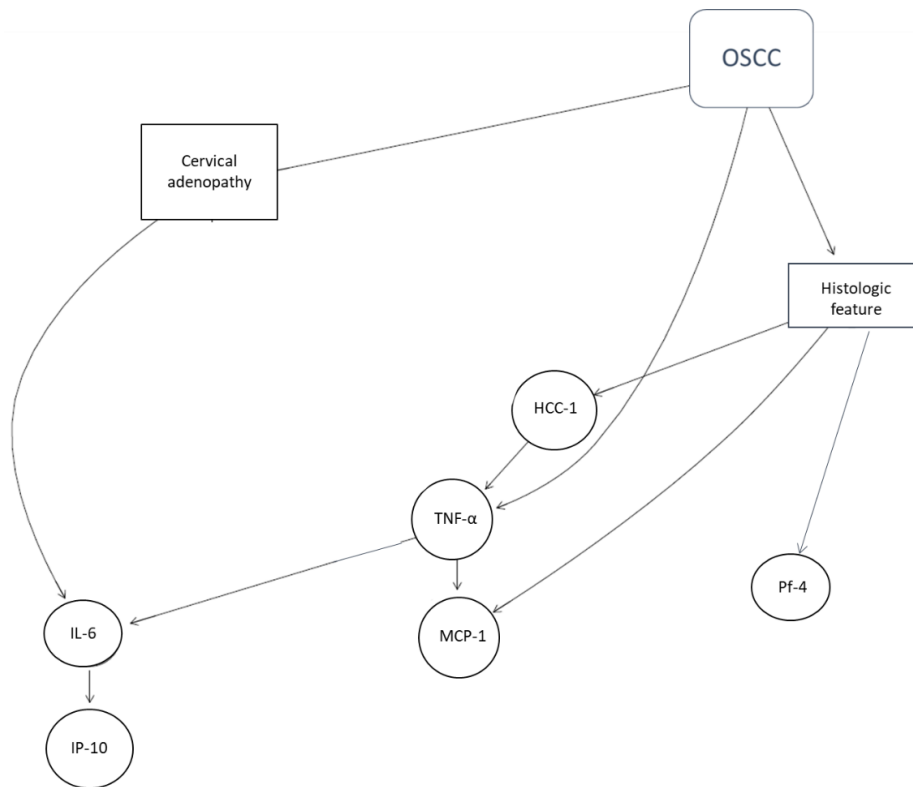 OSCC
Cervical
adenopathy
Histologic
feature
HCC-1
TNF-α
Pf-4
IL-6
MCP-1
IP-10